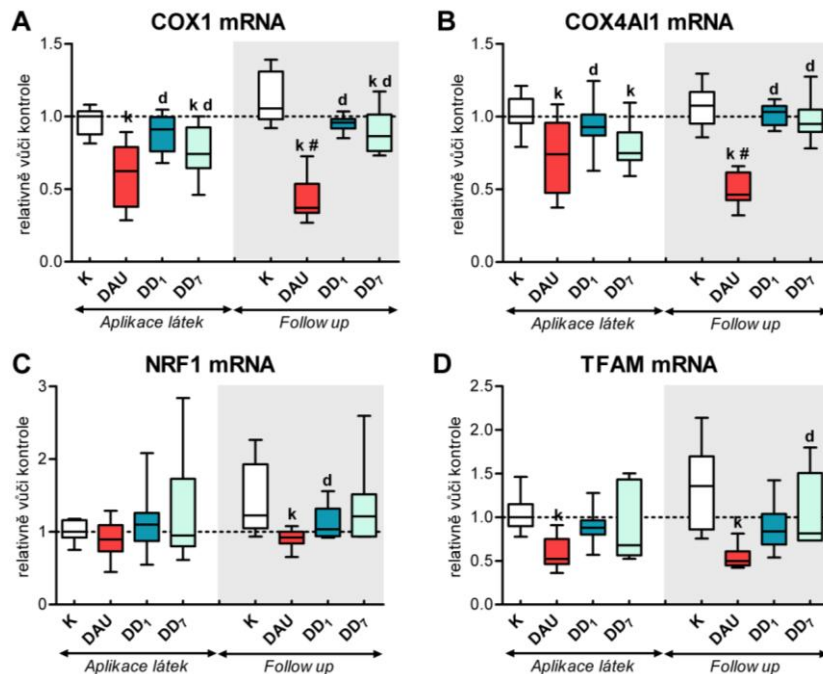 A
COX1 mRNA
relativně vůči kontrole
1.5
1.0
0.5
0.0
k
d
k d
k #
d
k d
K
DAU
DD₁
DD₇
K
DAU
DD₁
DD₇
Aplikace látek
Follow up
B
COX4AI1 mRNA
relativně vůči kontrole
1.5
1.0
0.5
0.0
k
d
k
k #
d
d
K
DAU
DD₁
DD₇
K
DAU
DD₁
DD₇
Aplikace látek
Follow up
C
NRF1 mRNA
relativně vůči kontrole
3
2
1
0
k
d
K
DAU
DD₁
DD₇
K
DAU
DD₁
DD₇
Aplikace látek
Follow up
D
TFAM mRNA
relativně vůči kontrole
2.5
2.0
1.5
1.0
0.5
0.0
k
k
d
K
DAU
DD₁
DD₇
K
DAU
DD₁
DD₇
Aplikace látek
Follow up